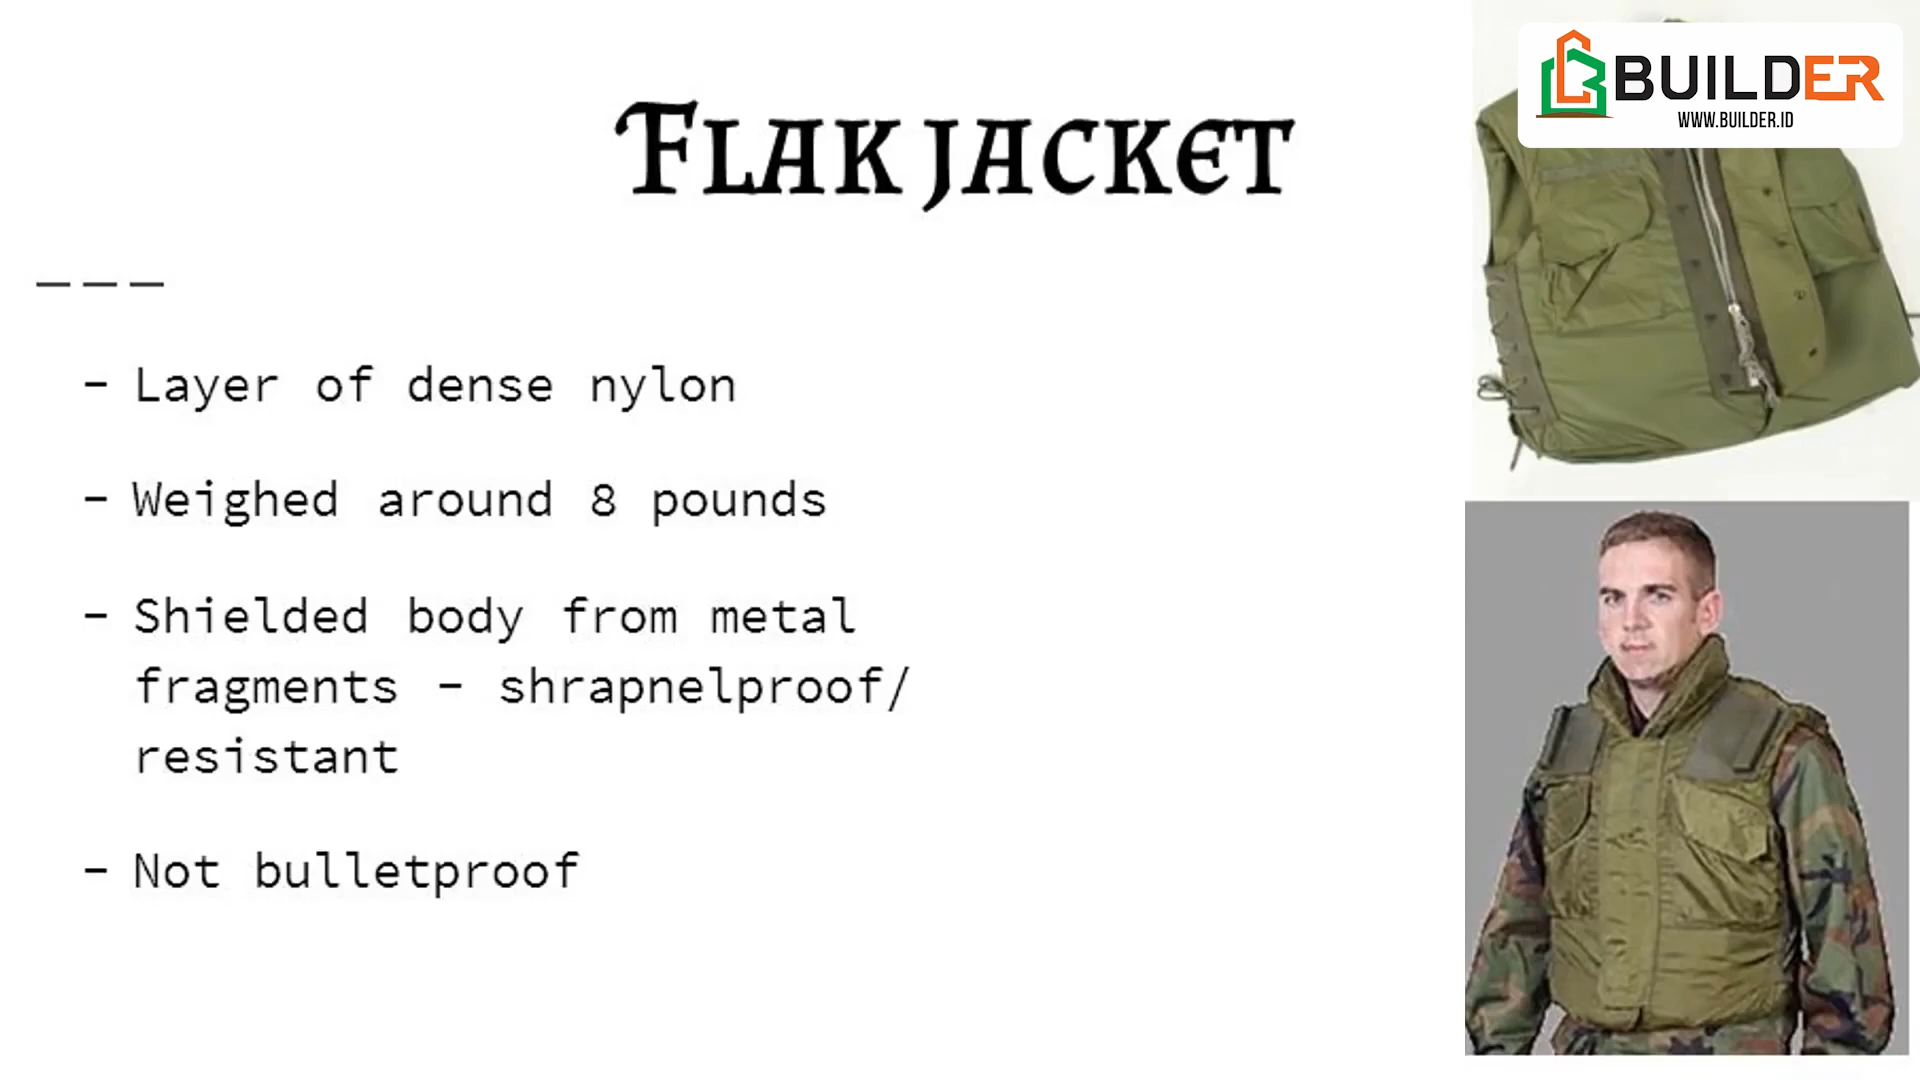 BUILDER
WWW.BUILDER.ID
FLAK JACKET
- Layer of dense nylon
- Weighed around 8 pounds
- Shielded body from metal
fragments - shrapnelproof/
resistant
- Not bulletproof